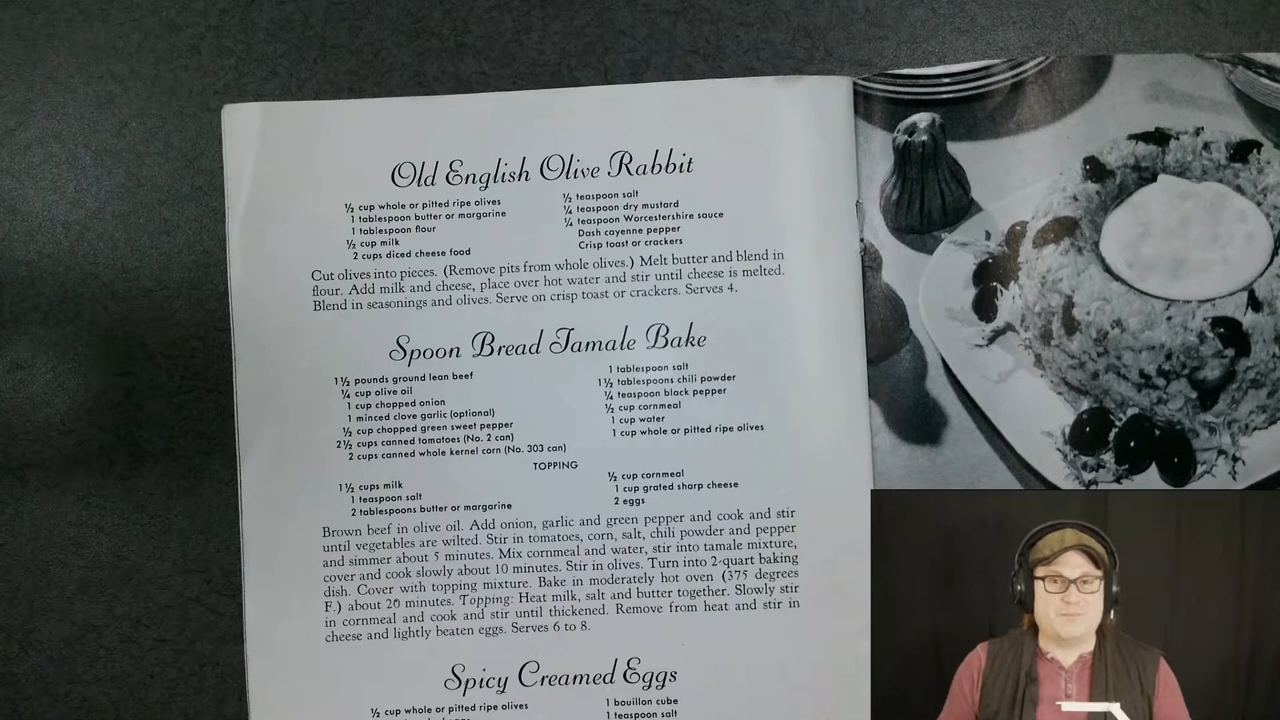 Old English Olive Rabbit
½ cup whole or pitted ripe olives
1 tablespoon butter or margarine
1 tablespoon flour
½ cup milk
2 cups diced cheese food
½ teaspoon salt
¼ teaspoon dry mustard
¼ teaspoon Worcestershire sauce
Dash cayenne pepper
Crisp toast or crackers
Cut olives into pieces. (Remove pits from whole olives.) Melt butter and blend in
flour. Add milk and cheese, place over hot water and stir until cheese is melted.
Blend in seasonings and olives. Serve on crisp toast or crackers. Serves 4.
Spoon Bread Tamale Bake
1½ pounds ground lean beef
¼ cup olive oil
1 cup chopped onion
1 minced clove garlic (optional)
½ cup chopped green sweet pepper
2½ cups canned tomatoes (No. 2 can)
2 cups canned whole kernel corn (No. 303 can)
1 tablespoon salt
1½ tablespoons chili powder
¼ teaspoon black pepper
½ cup cornmeal
1 cup water
1 cup whole or pitted ripe olives
TOPPING
1½ cups milk
1 teaspoon salt
2 tablespoons butter or margarine
½ cup cornmeal
1 cup grated sharp cheese
2 eggs
Brown beef in olive oil. Add onion, garlic and green pepper and cook and stir
until vegetables are wilted. Stir in tomatoes, corn, salt, chili powder and pepper
and simmer about 5 minutes. Mix cornmeal and water, stir into tamale mixture,
cover and cook slowly about 10 minutes. Stir in olives. Turn into 2-quart baking
dish. Cover with topping mixture. Bake in moderately hot oven (375 degrees
F.) about 20 minutes. Topping: Heat milk, salt and butter together. Slowly stir
in cornmeal and cook and stir until thickened. Remove from heat and stir in
cheese and lightly beaten eggs. Serves 6 to 8.
Spicy Creamed Eggs
½ cup whole or pitted ripe olives
1 bouillon cube
1 teaspoon salt